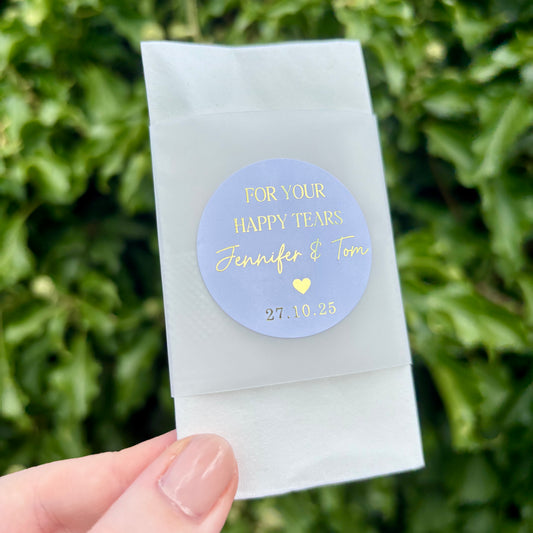 FOR YOUR
HAPPY TEARS
Jennifer & Tom
27.10.25